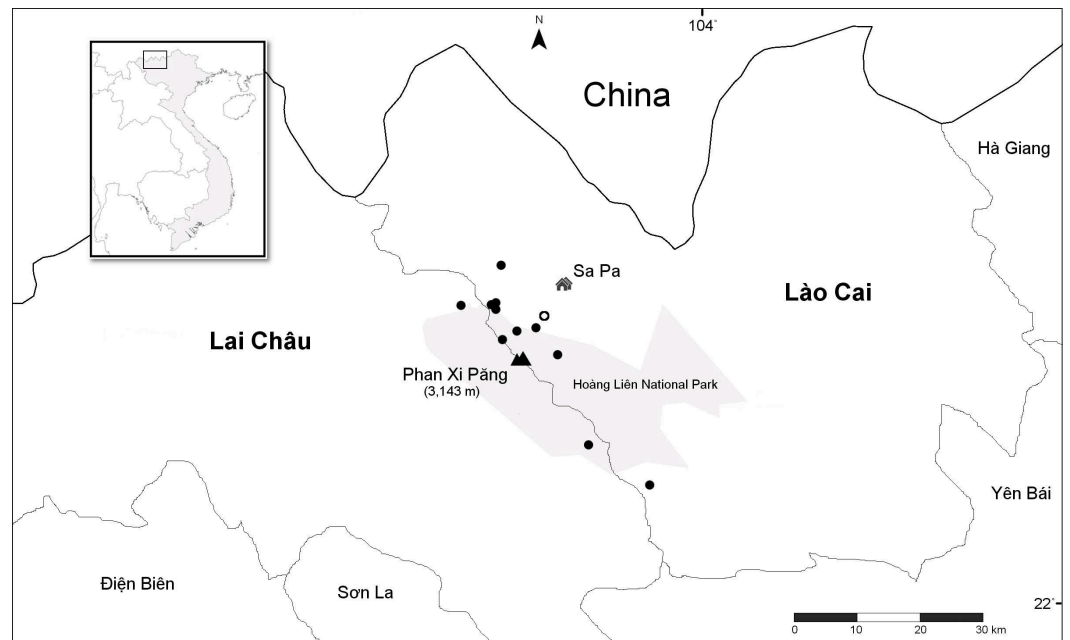 N
104°
China
Hà Giang
Sa Pa
Lào Cai
Lai Châu
Phan Xi Păng
(3,143 m)
Hoàng Liên National Park
Yên Bái
Điện Biên
Sơn La
22°
0 10 20 30 km